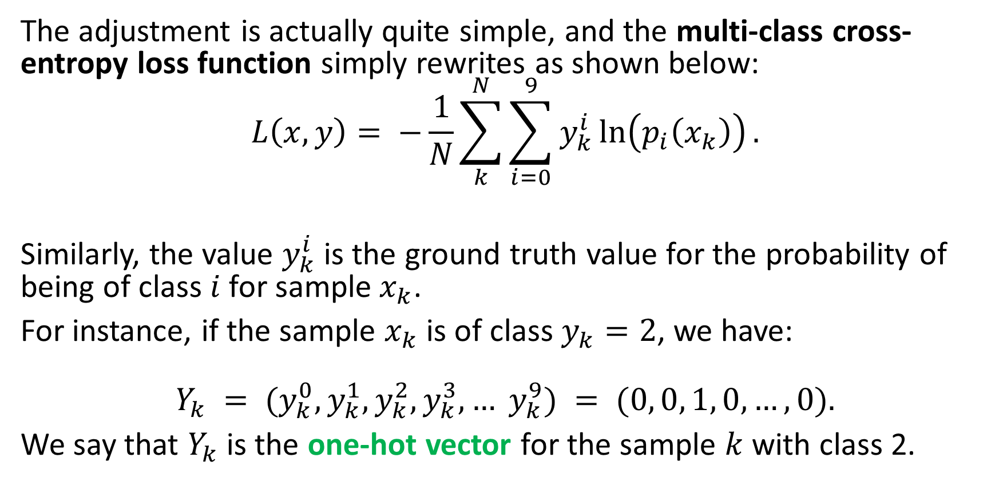 The adjustment is actually quite simple, and the multi-class cross-
entropy loss function simply rewrites as shown below:
L(x, y) = −\frac{1}{N} \sum_{k}^{N} \sum_{i=0}^{9} y_k^i ln(p_i(x_k)).
Similarly, the value y_k^i is the ground truth value for the probability of
being of class i for sample x_k.
For instance, if the sample x_k is of class y_k = 2, we have:
Y_k = (y_k^0, y_k^1, y_k^2, y_k^3, … y_k^9) = (0, 0, 1, 0, … , 0).
We say that Y_k is the one-hot vector for the sample k with class 2.